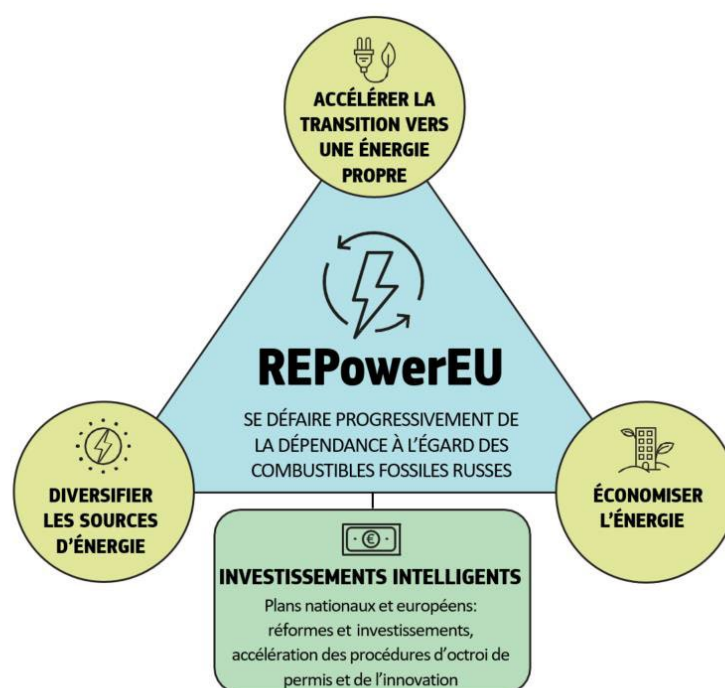 ACCÉLÉRER LA
TRANSITION VERS
UNE ÉNERGIE
PROPRE
REPowerEU
SE DÉFAIRE PROGRESSIVEMENT DE
LA DÉPENDANCE À L'ÉGARD DES
COMBUSTIBLES FOSSILES RUSSES
DIVERSIFIER
LES SOURCES
D'ÉNERGIE
ÉCONOMISER
L'ÉNERGIE
€
INVESTISSEMENTS INTELLIGENTS
Plans nationaux et européens:
réformes et investissements,
accélération des procédures d'octroi de
permis et de l'innovation